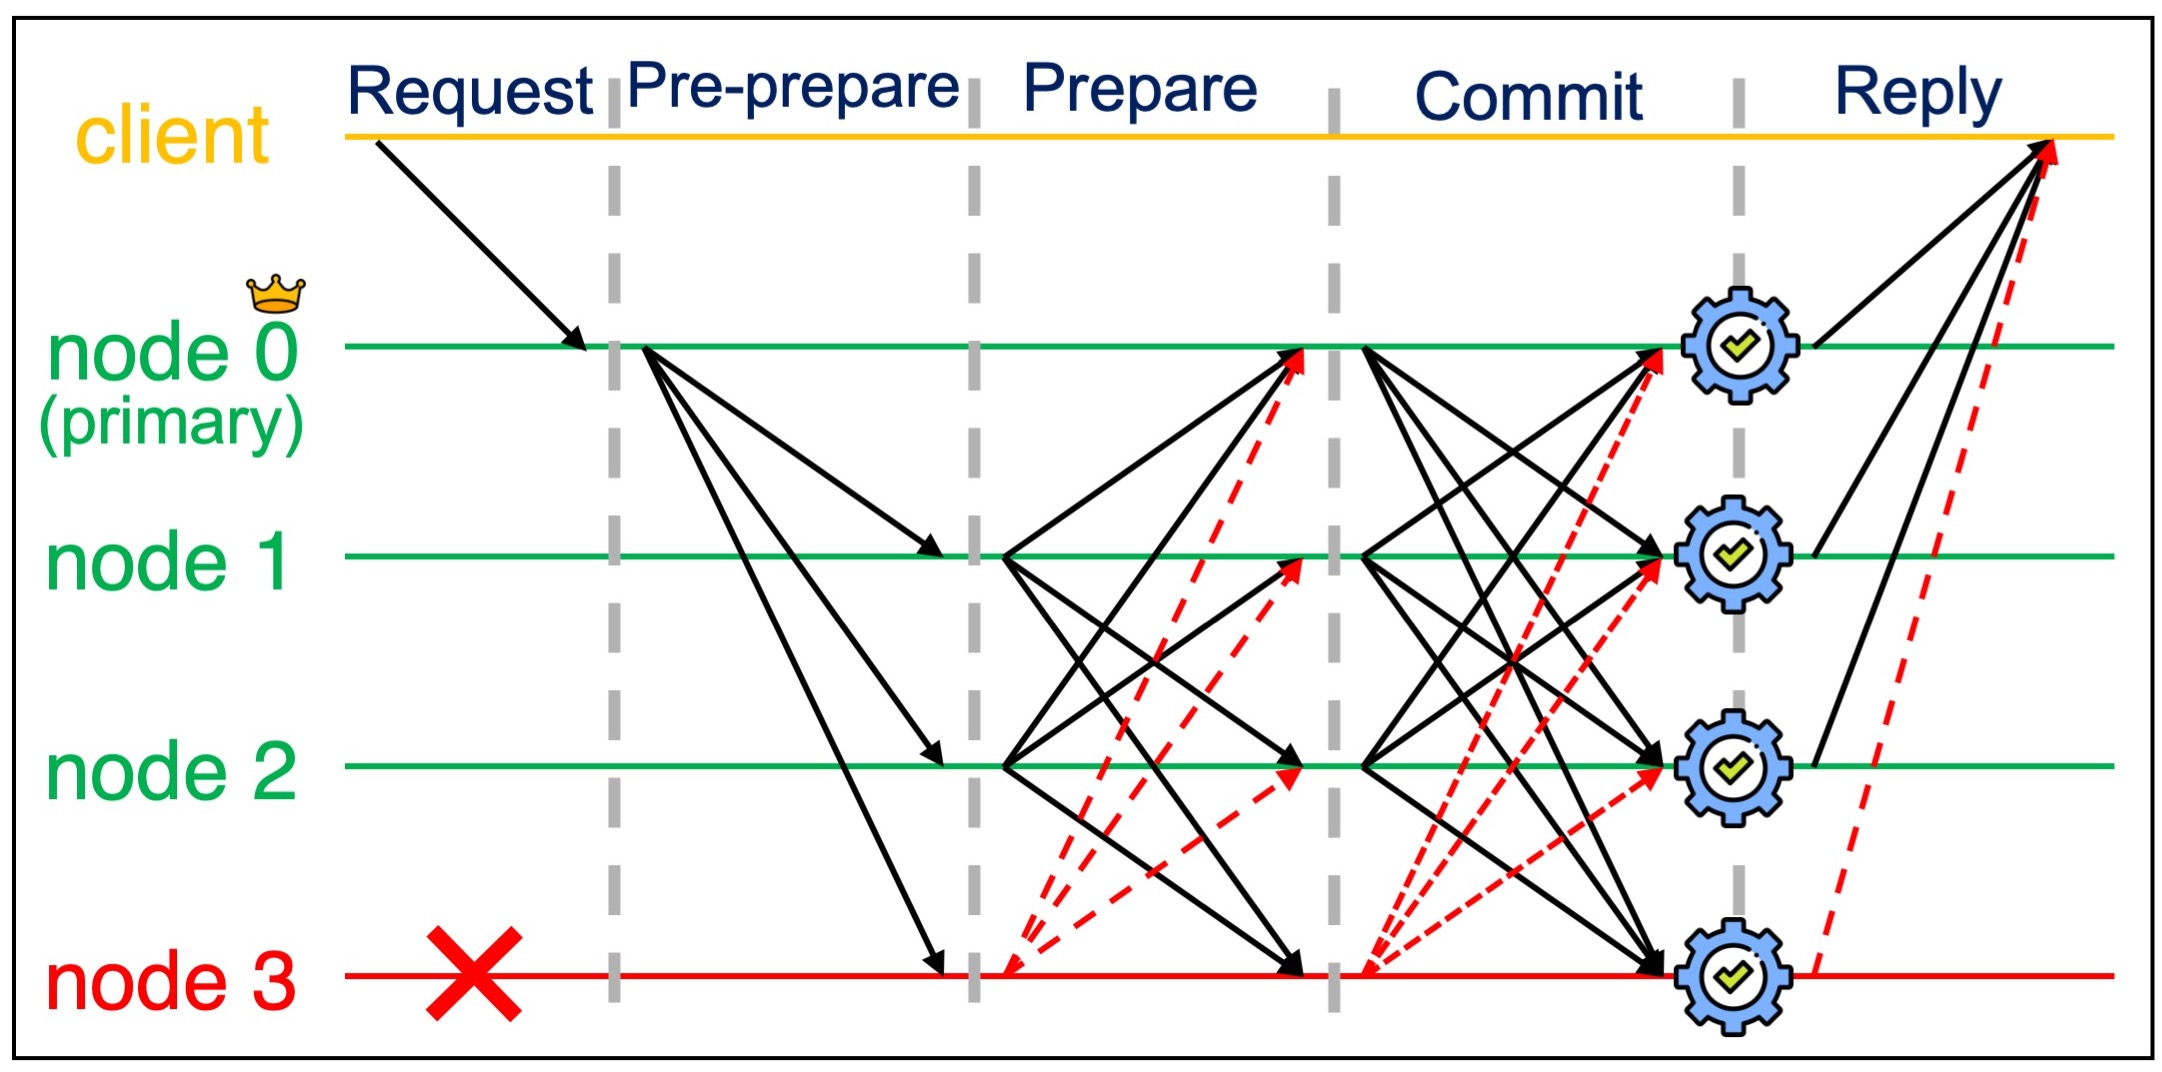 Request
Pre-prepare
Prepare
Commit
Reply
client
node 0
(primary)
node 1
node 2
node 3